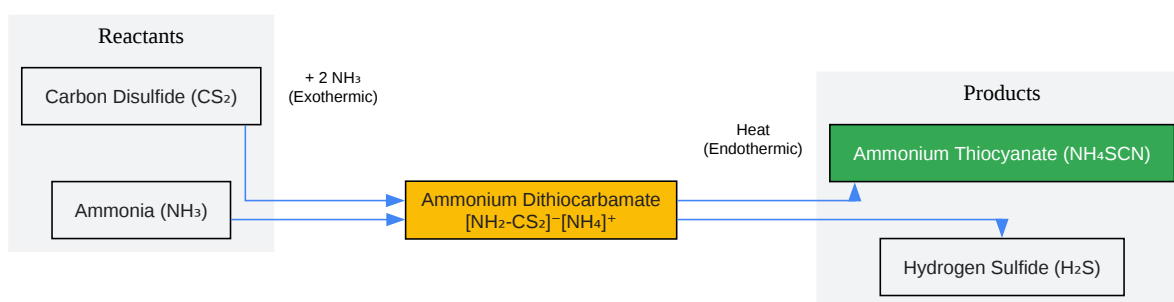 Reactants
Carbon Disulfide (CS₂)
Ammonia (NH₃)
+ 2 NH₃
(Exothermic)
Ammonium Dithiocarbamate
[NH₂-CS₂]⁻[NH₄]⁺
Heat
(Endothermic)
Products
Ammonium Thiocyanate (NH₄SCN)
Hydrogen Sulfide (H₂S)